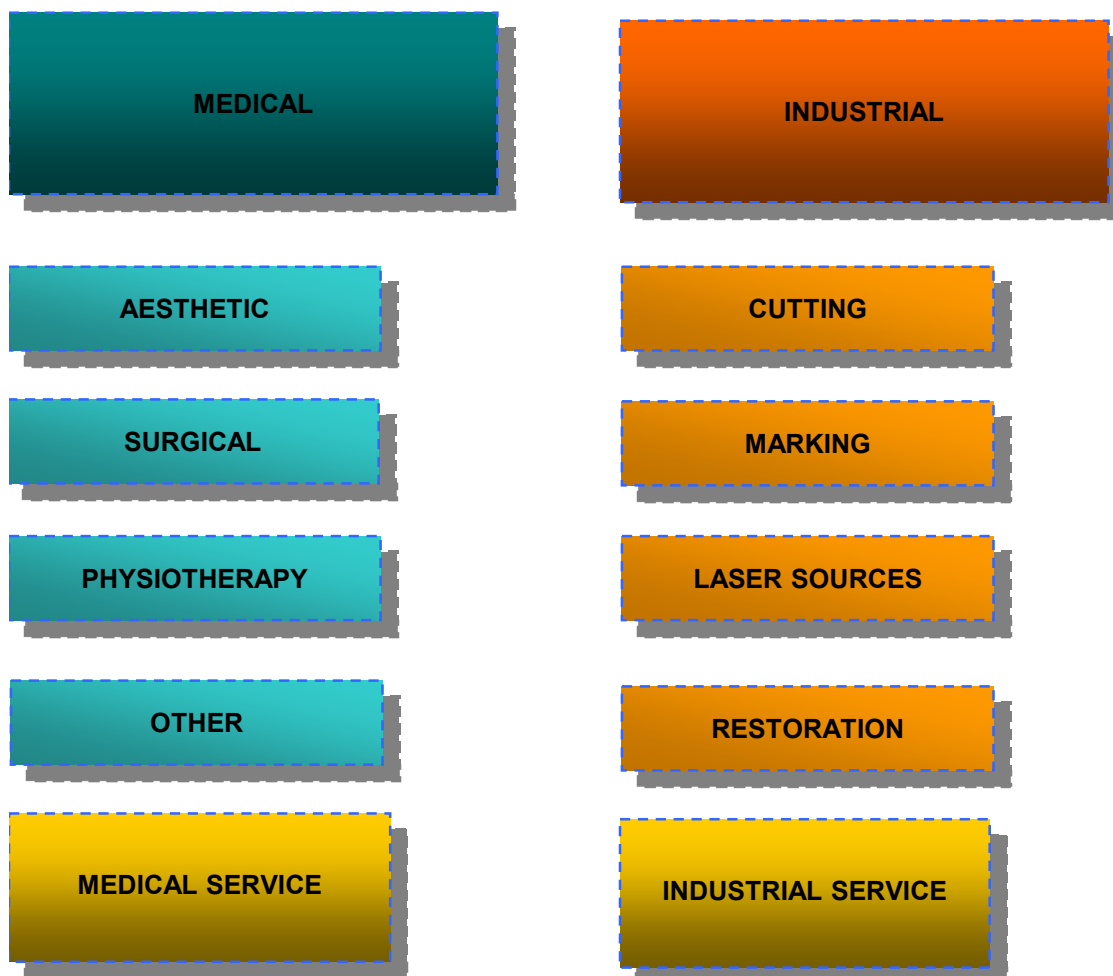 MEDICAL
INDUSTRIAL
AESTHETIC
CUTTING
SURGICAL
MARKING
PHYSIOTHERAPY
LASER SOURCES
OTHER
RESTORATION
MEDICAL SERVICE
INDUSTRIAL SERVICE